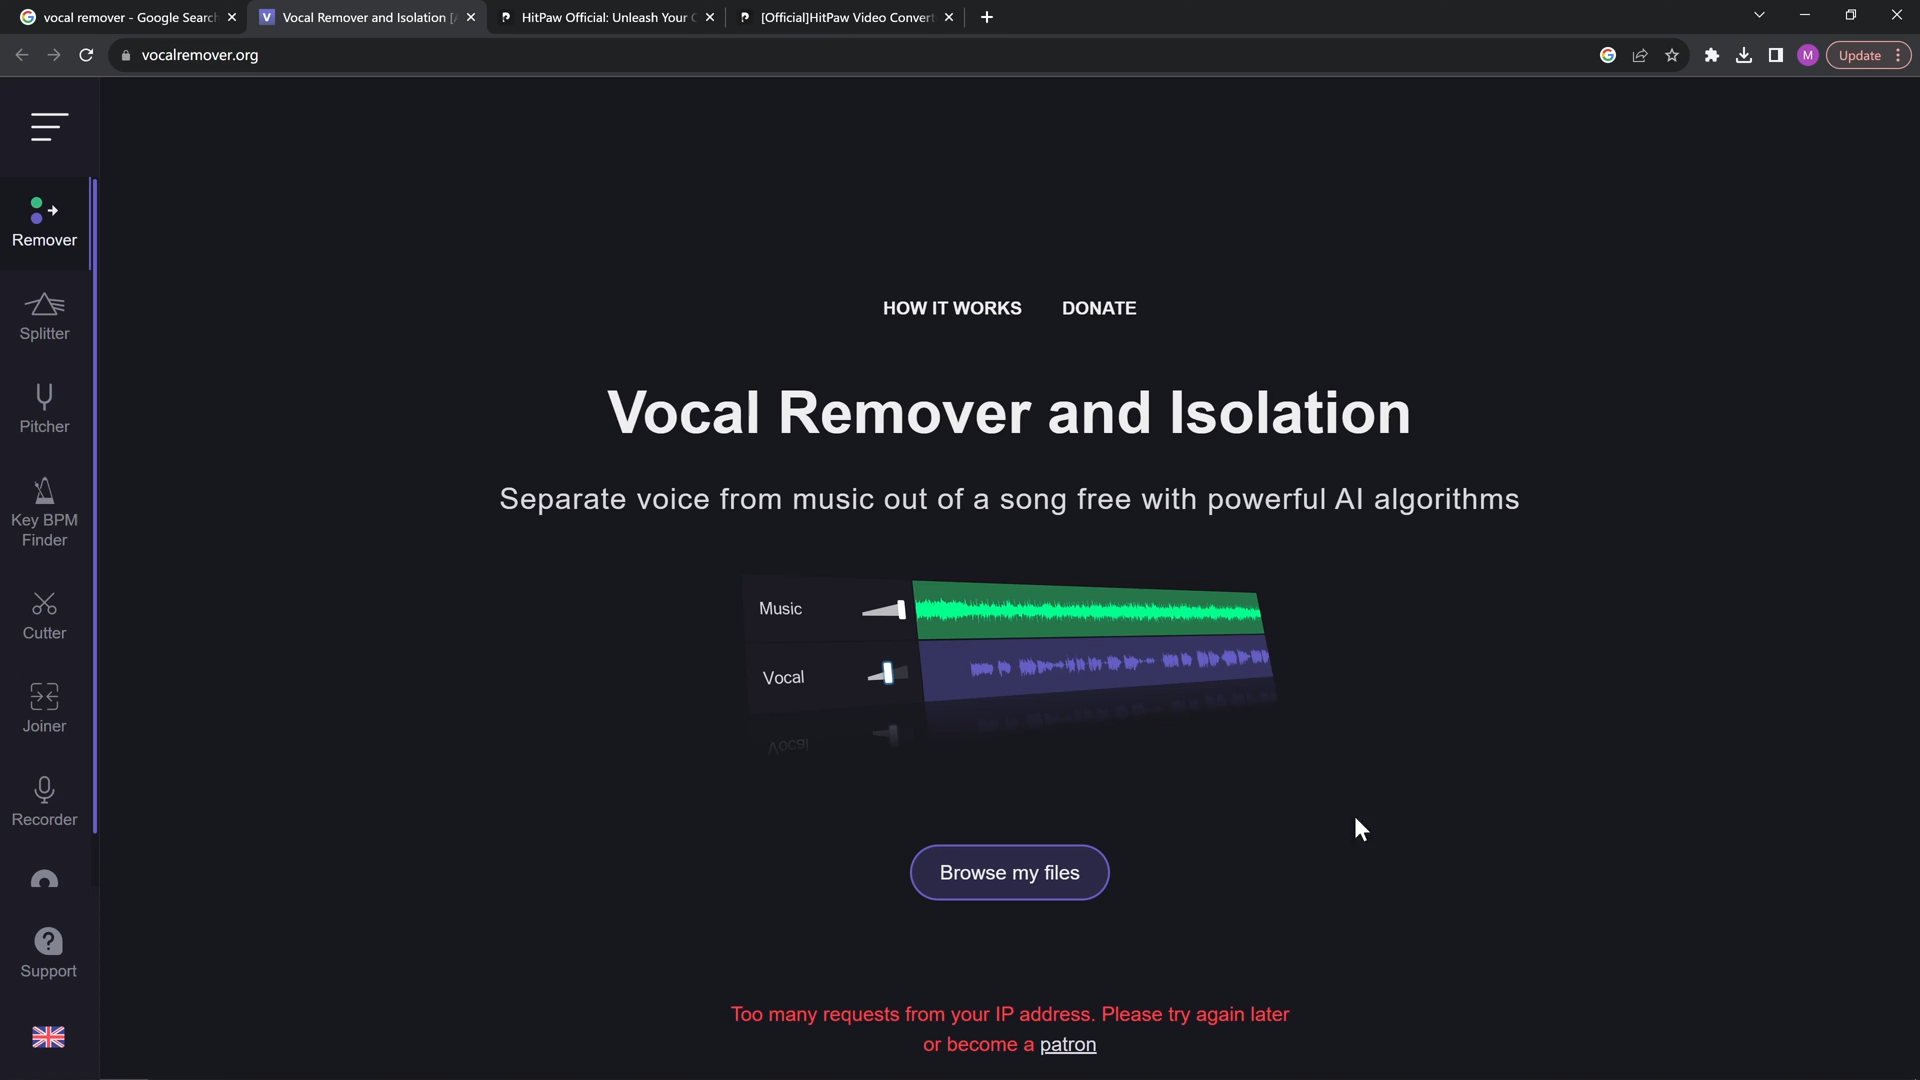 vocal remover - Google Search
Vocal Remover and Isolation [A
HitPaw Official: Unleash Your C
[Official]HitPaw Video Convert
vocalremover.org
M
Update
Remover
Splitter
Pitcher
Key BPM
Finder
Cutter
Joiner
Recorder
Support
HOW IT WORKS
DONATE
Vocal Remover and Isolation
Separate voice from music out of a song free with powerful AI algorithms
Music
Vocal
Vocal
Browse my files
Too many requests from your IP address. Please try again later
or become a patron